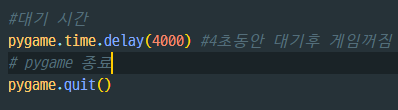 #대기 시간
pygame.time.delay(4000) #4초동안 대기후 게임꺼짐
# pygame 종료
pygame.quit()